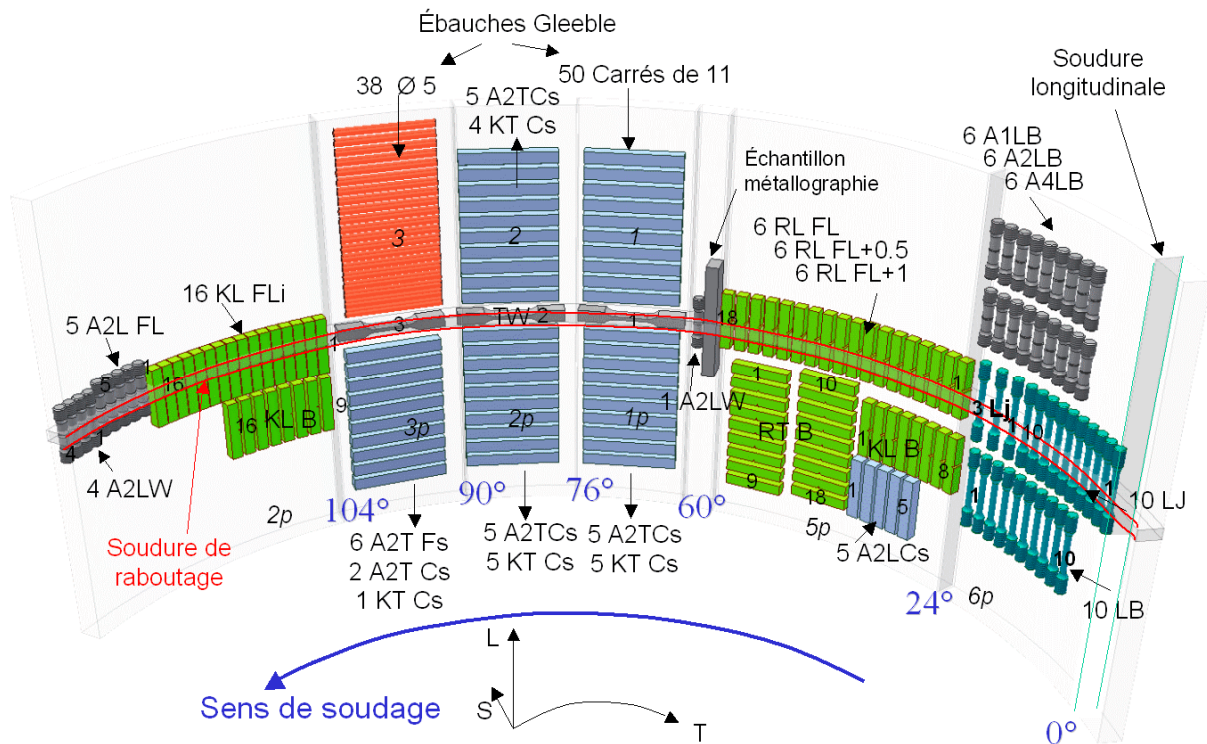 Ébauches Gleeble
38 Ø 5
50 Carrés de 11
5 A2TCs
4 KT Cs
Soudure
longitudinale
Échantillon
métallographie
6 A1LB
6 A2LB
6 A4LB
6 RL FL
6 RL FL+0.5
6 RL FL+1
16 KL FLi
5 A2L FL
3
2
1
5
1
16
1
3
TW
2
1
18
1
3 Lj
1
10
1
4
1
16
KL B
9
3p
2p
1p
1 A2LW
1
10
RT B
9
18
1
KL B
8
1
5
1
10
10 LJ
4 A2LW
2p
104°
90°
76°
60°
5p
5 A2LCs
24°
6p
10 LB
Soudure de
raboutage
6 A2T Fs
2 A2T Cs
1 KT Cs
5 A2TCs
5 KT Cs
5 A2TCs
5 KT Cs
Sens de soudage
L
S
T
0°